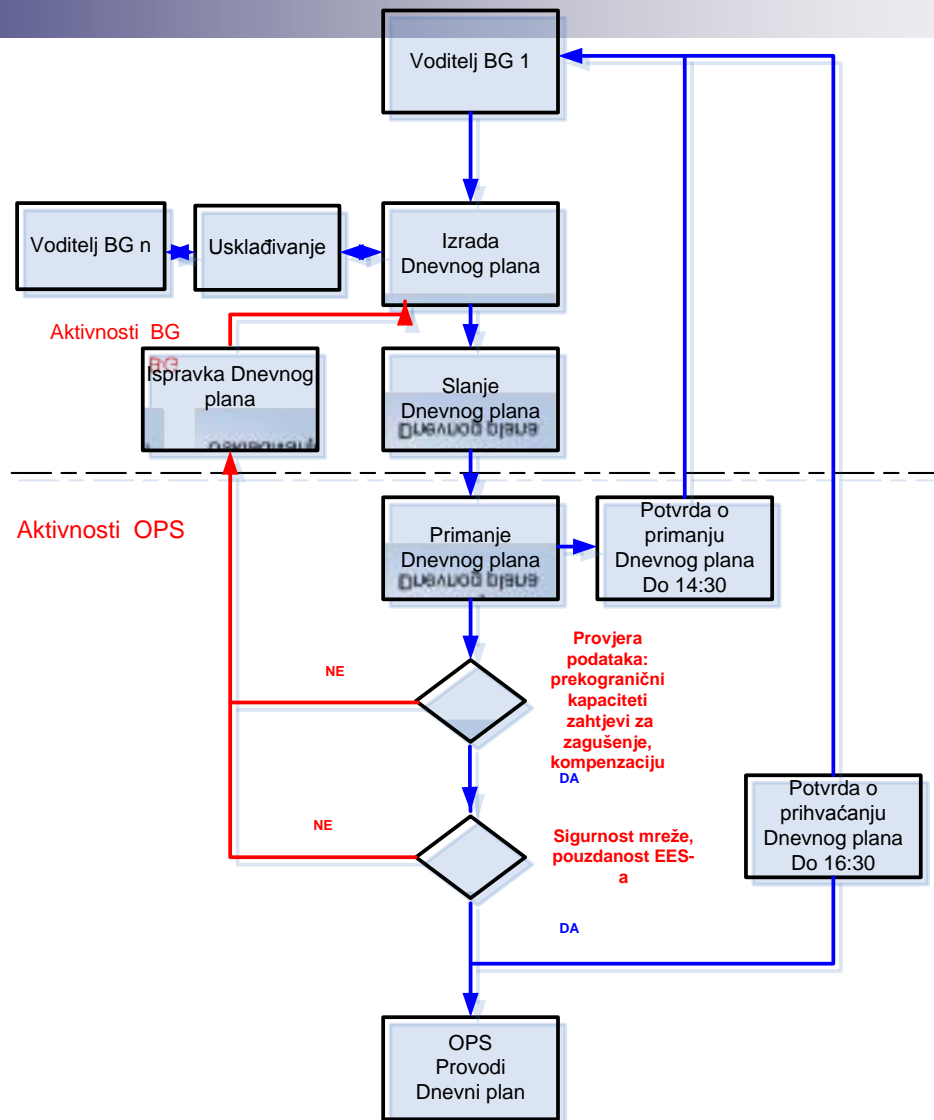 Voditelj BG 1
Voditelj BG n
Usklađivanje
Izrada
Dnevnog plana
Aktivnosti BG
Ispravka Dnevnog
plana
Slanje
Dnevnog plana
Aktivnosti OPS
Primanje
Dnevnog plana
Potvrda o
primanju
Dnevnog plana
Do 14:30
NE
Provjera
podataka:
prekogranični
kapaciteti
zahtjevi za
zagušenje,
kompenzaciju
DA
NE
Sigurnost mreže,
pouzdanost EES-
a
Potvrda o
prihvaćanju
Dnevnog plana
Do 16:30
DA
OPS
Provodi
Dnevni plan